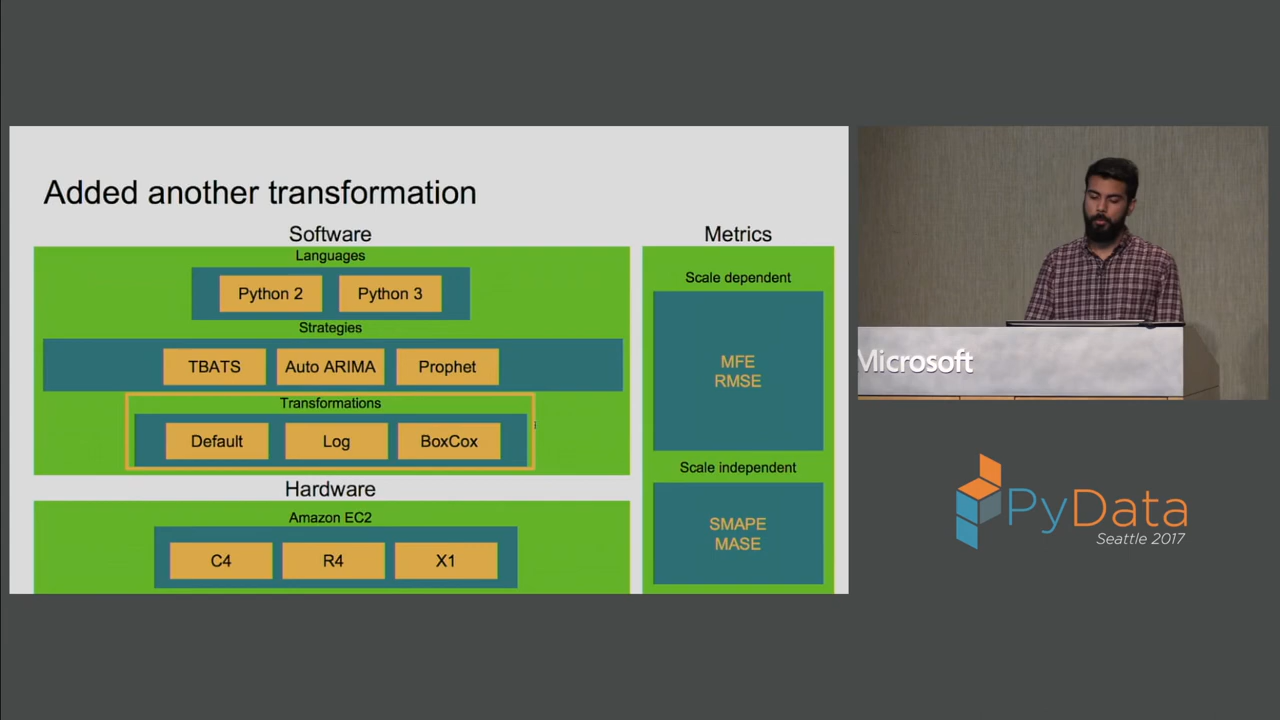 Added another transformation
Software
Languages
Python 2
Python 3
Strategies
TBATS
Auto ARIMA
Prophet
Transformations
Default
Log
BoxCox
Hardware
Amazon EC2
C4
R4
X1
Metrics
Scale dependent
MFE
RMSE
Scale independent
SMAPE
MASE
Microsoft
PyData
Seattle 2017